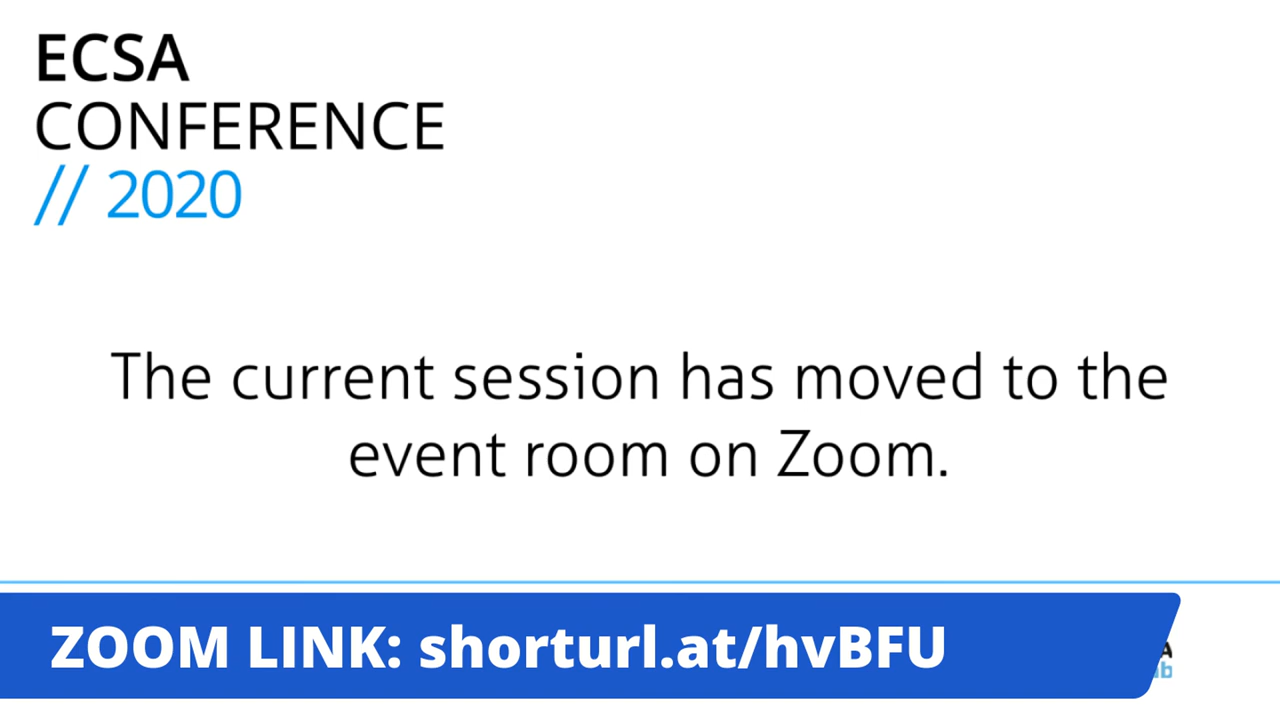 ECSA
CONFERENCE
// 2020
The current session has moved to the
event room on Zoom.
ZOOM LINK: shorturl.at/hvBFU